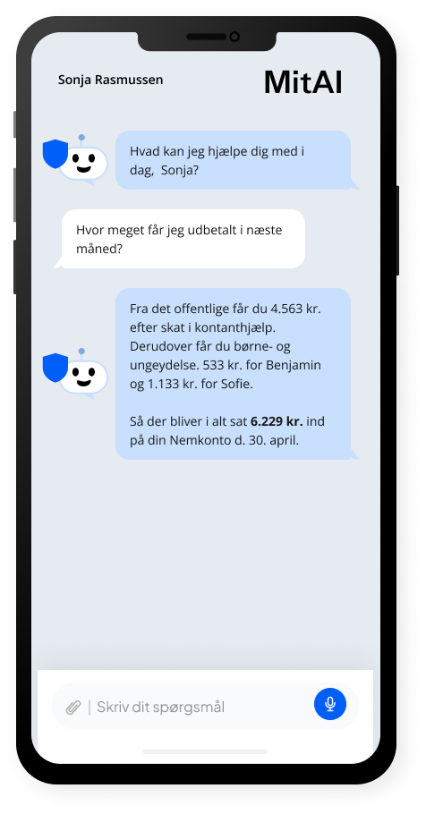 Sonja Rasmussen
MitAI
Hvad kan jeg hjælpe dig med i
dag, Sonja?
Hvor meget får jeg udbetalt i næste
måned?
Fra det offentlige får du 4.563 kr.
efter skat i kontanthjælp.
Derudover får du børne- og
ungeydelse. 533 kr. for Benjamin
og 1.133 kr. for Sofie.
Så der bliver i alt sat 6.229 kr. ind
på din Nemkonto d. 30. april.
Skriv dit spørgsmål